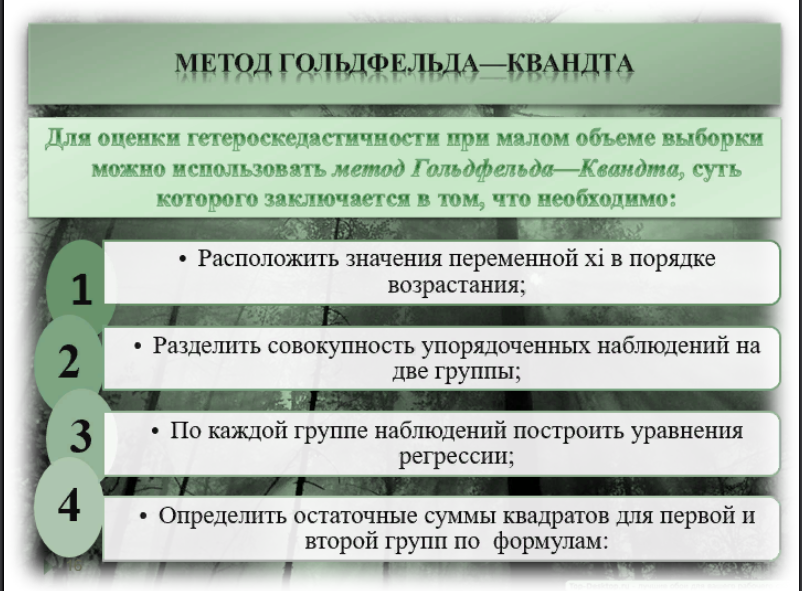 МЕТОД ГОЛЬДФЕЛЬДА—КВАНДТА
Для оценки гетероскедастичности при малом объеме выборки
можно использовать метод Гольдфельда—Квандта, суть
которого заключается в том, что необходимо:
1
• Расположить значения переменной xi в порядке
возрастания;
2
• Разделить совокупность упорядоченных наблюдений на
две группы;
3
• По каждой группе наблюдений построить уравнения
регрессии;
4
• Определить остаточные суммы квадратов для первой и
второй групп по формулам: